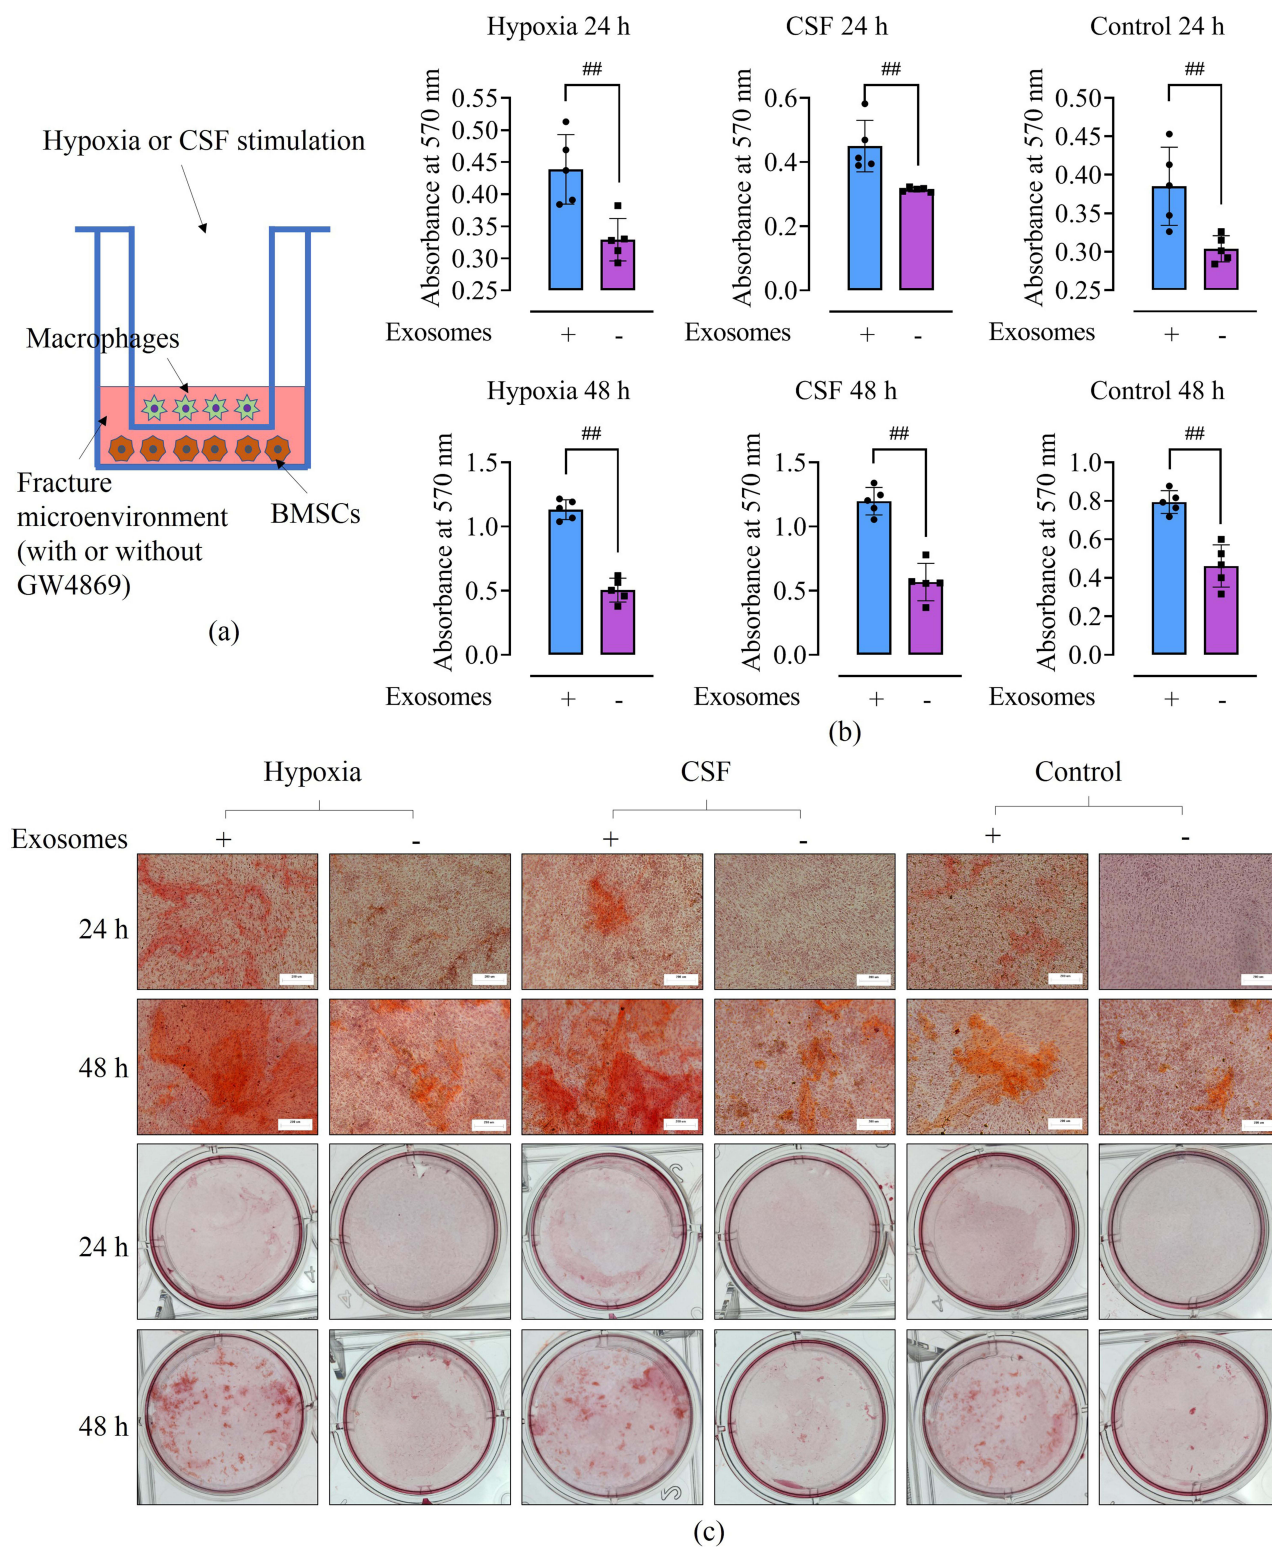 Hypoxia or CSF stimulation
Macrophages
Fracture
microenvironment
(with or without
GW4869)
BMSCs
(a)
Hypoxia 24 h
Absorbance at 570 nm
0.55
0.50
0.45
0.40
0.35
0.30
0.25
##
Exosomes + -
CSF 24 h
Absorbance at 570 nm
0.6
0.4
0.2
0.0
##
Exosomes + -
Control 24 h
Absorbance at 570 nm
0.50
0.45
0.40
0.35
0.30
0.25
##
Exosomes + -
Hypoxia 48 h
Absorbance at 570 nm
1.5
1.0
0.5
0.0
##
Exosomes + -
CSF 48 h
Absorbance at 570 nm
1.5
1.0
0.5
0.0
##
Exosomes + -
Control 48 h
Absorbance at 570 nm
1.0
0.8
0.6
0.4
0.2
0.0
##
Exosomes + -
(b)
Hypoxia CSF Control
Exosomes + - + - + -
24 h
48 h
24 h
48 h
(c)